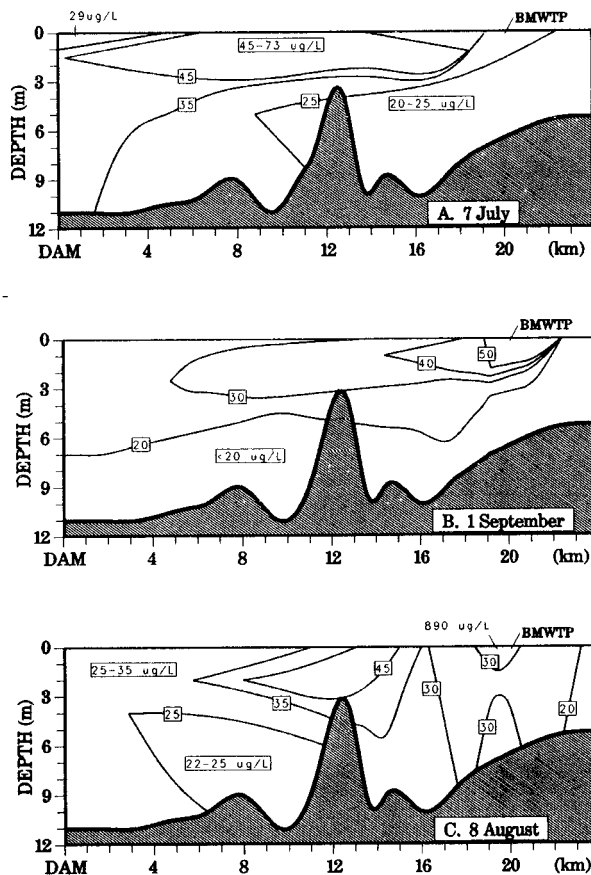 29ug/L
BMWTP
0
45-73 ug/L
45
3
35
25
20-25 ug/L
6
9
12
DEPTH (m)
A. 7 July
DAM
4
8
12
16
20
(km)
BMWTP
0
50
40
3
30
20
<20 ug/L
6
9
12
DEPTH (m)
B. 1 September
DAM
4
8
12
16
20
(km)
890 ug/L
BMWTP
0
25-35 ug/L
45
30
3
35
30
20
25
30
22-25 ug/L
6
9
12
DEPTH (m)
C. 8 August
DAM
4
8
12
16
20
(km)